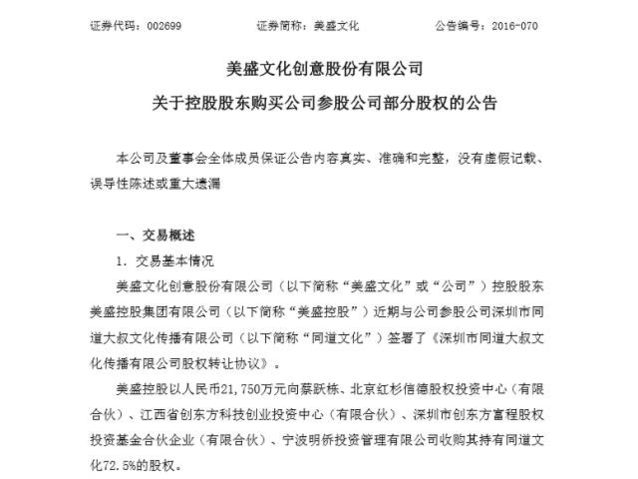 证券代码：002699 证券简称：美盛文化 公告编号：2016-070
美盛文化创意股份有限公司
关于控股股东购买公司参股公司部分股权的公告
本公司及董事会全体成员保证公告内容真实、准确和完整，没有虚假记载、
误导性陈述或重大遗漏
一、交易概述
1．交易基本情况
美盛文化创意股份有限公司（以下简称“美盛文化”或“公司”）控股股东
美盛控股集团有限公司（以下简称“美盛控股”）近期与公司参股公司深圳市同
道大叔文化传播有限公司（以下简称“同道文化”）签署了《深圳市同道大叔文
化传播有限公司股权转让协议》。
美盛控股以人民币21,750万元向蔡跃栋、北京红杉信德股权投资中心（有限
合伙）、江西省创东方科技创业投资中心（有限合伙）、深圳市创东方富程股权
投资基金合伙企业（有限合伙）、宁波明侨投资管理有限公司收购其持有同道文
化72.5%的股权。